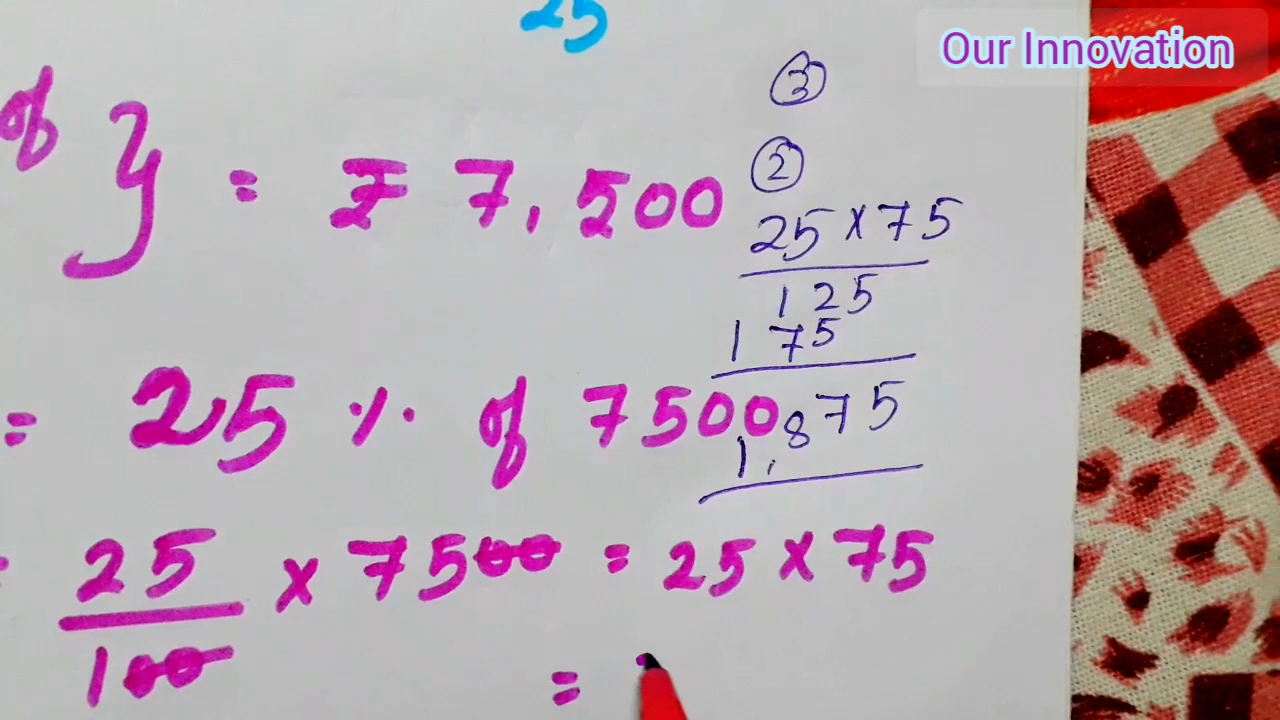 Our Innovation
25
③
②
of } = ₹ 7,500
25 x 75
125
175
1,875
= 25 % of 7500
= 25/100 x 7500 = 25 x 75
=